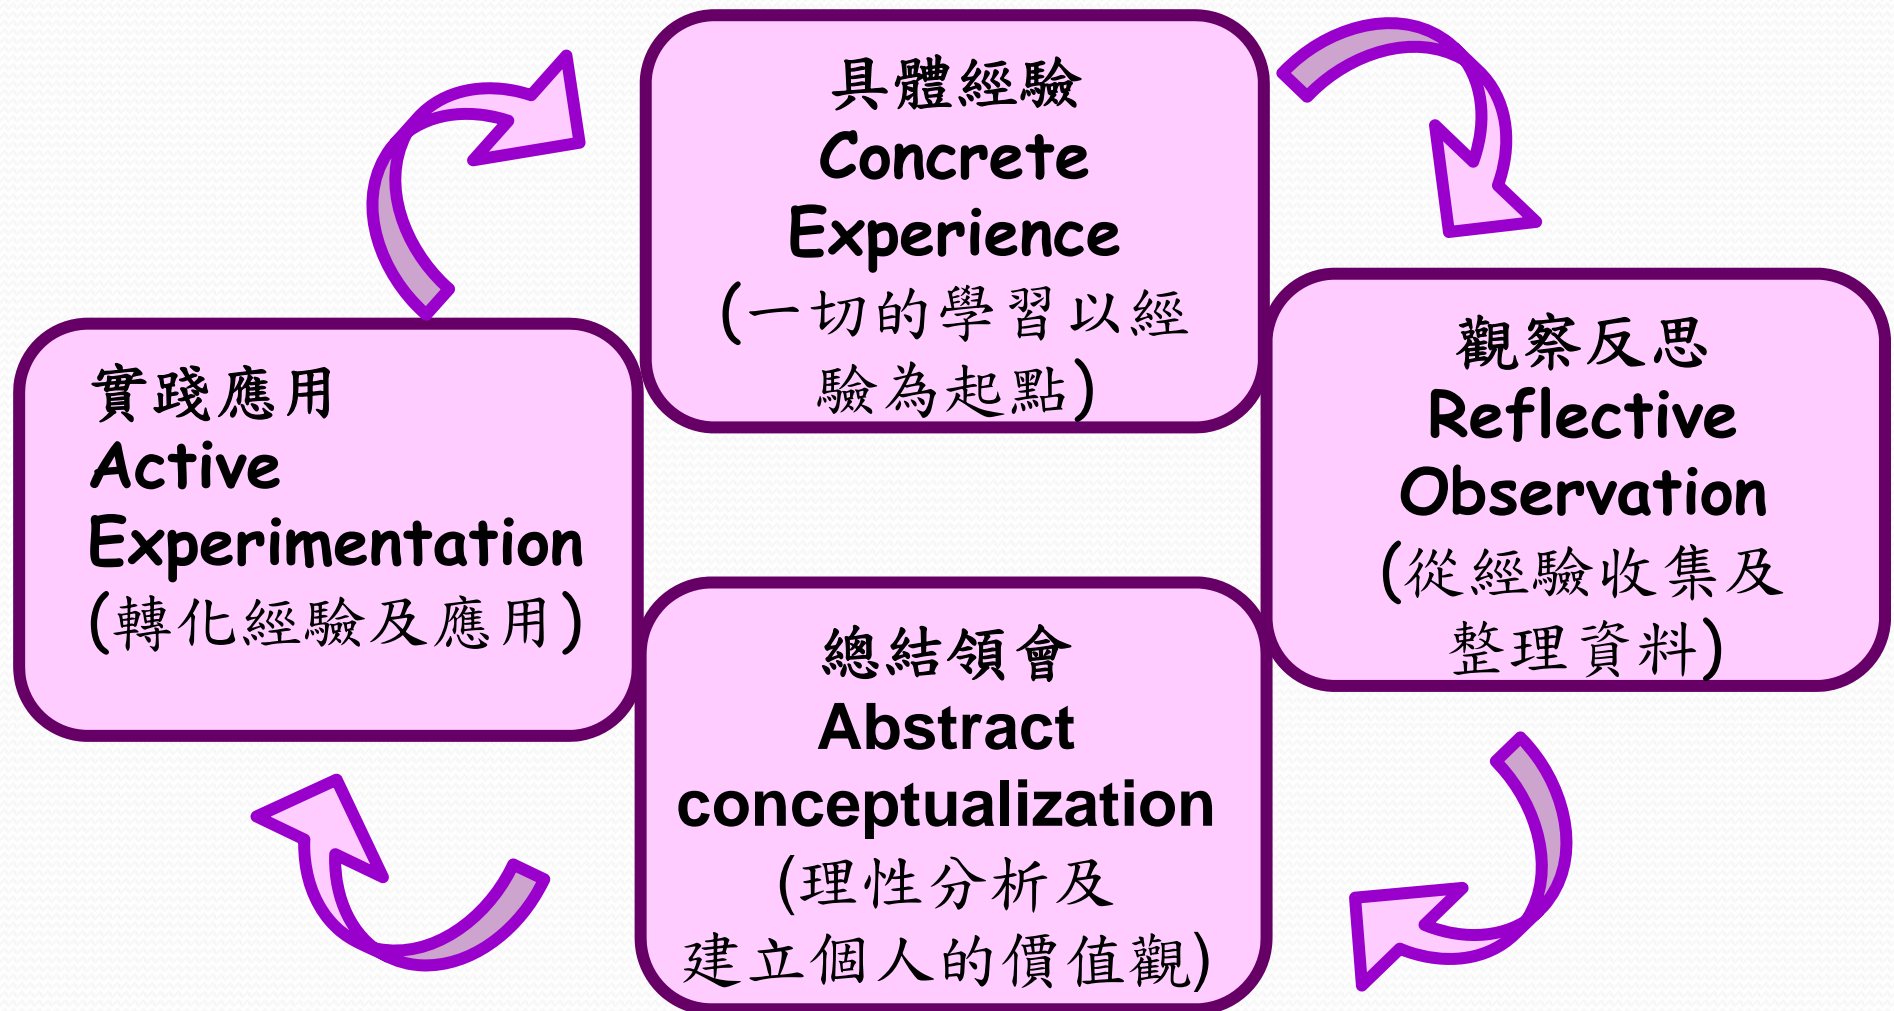 具體經驗
Concrete
Experience
(一切的學習以經
驗為起點)
觀察反思
Reflective
Observation
(從經驗收集及
整理資料)
總結領會
Abstract
conceptualization
(理性分析及
建立個人的價值觀)
實踐應用
Active
Experimentation
(轉化經驗及應用)